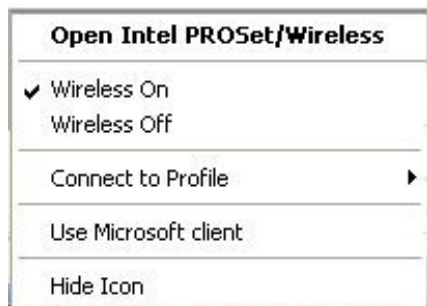 Open Intel PROSet/Wireless
Wireless On
Wireless Off
Connect to Profile
Use Microsoft client
Hide Icon